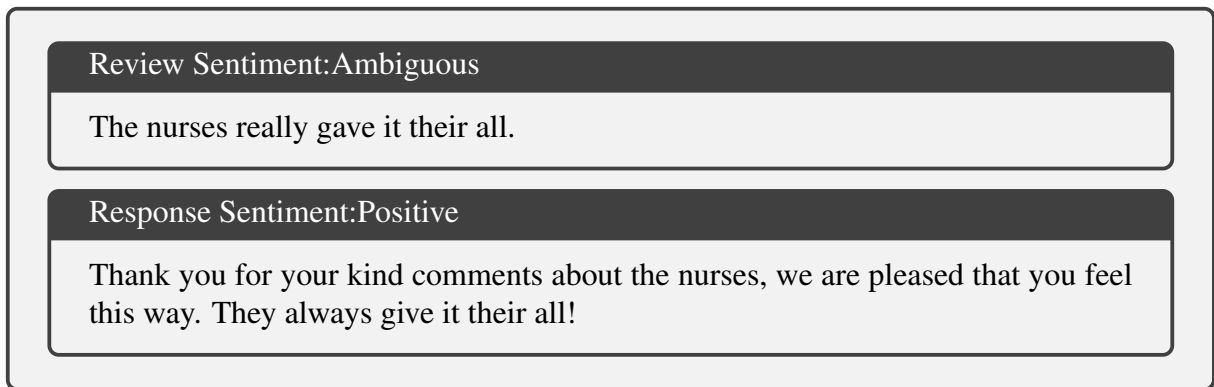 Review Sentiment:Ambiguous
The nurses really gave it their all.
Response Sentiment:Positive
Thank you for your kind comments about the nurses, we are pleased that you feel
this way. They always give it their all!